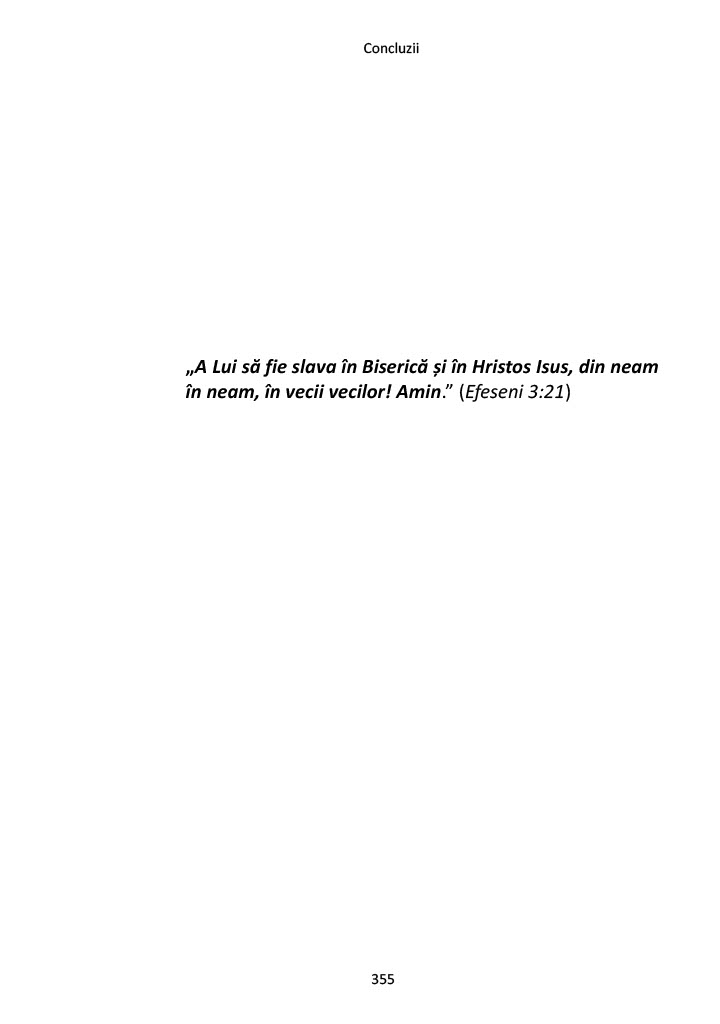 Concluzii
„A Lui să fie slava în Biserică și în Hristos Isus, din neam
în neam, în vecii vecilor! Amin.” (Efeseni 3:21)
355